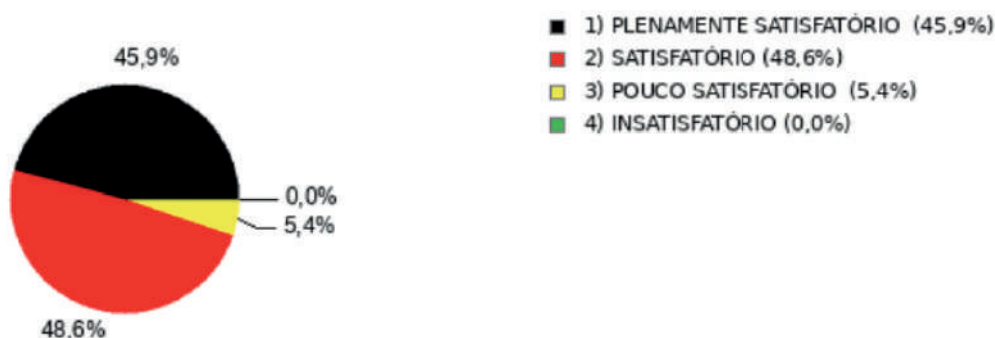 45,9%
0,0%
5,4%
48,6%
1) PLENAMENTE SATISFATÓRIO (45,9%)
2) SATISFATÓRIO (48,6%)
3) POUCO SATISFATÓRIO (5,4%)
4) INSATISFATÓRIO (0,0%)